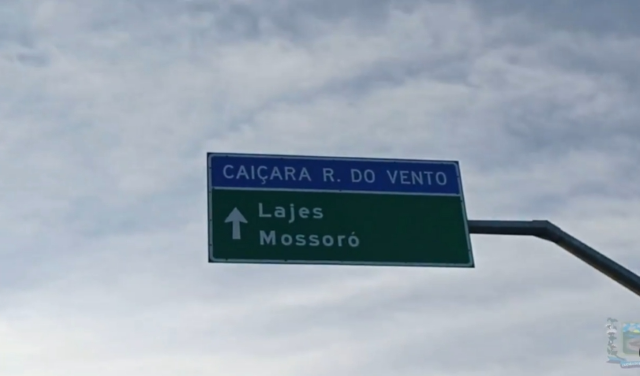 CAIÇARA R. DO VENTO
Lajes
Mossoró